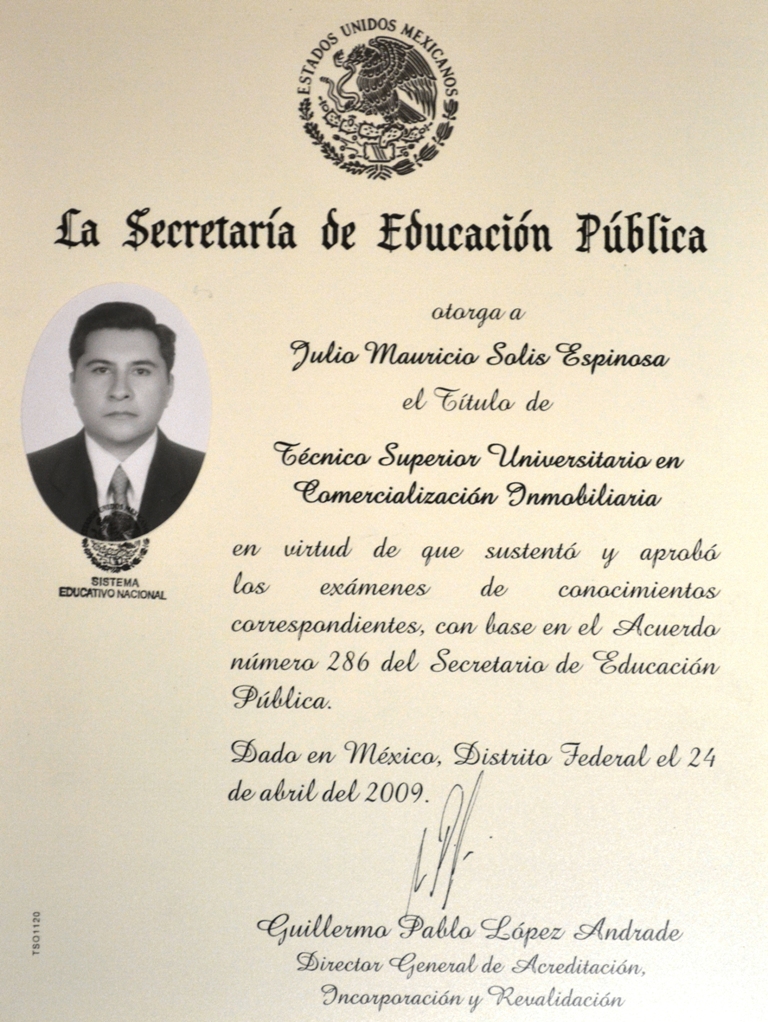 ESTADOS UNIDOS MEXICANOS
La Secretaría de Educación Pública
otorga a
Julio Mauricio Solis Espinosa
el Título de
Técnico Superior Universitario en
Comercialización Inmobiliaria
SISTEMA
EDUCATIVO NACIONAL
en virtud de que sustentó y aprobó
los exámenes de conocimientos
correspondientes, con base en el Acuerdo
número 286 del Secretario de Educación
Pública.
Dado en México, Distrito Federal el 24
de abril del 2009.
Guillermo Pablo López Andrade
Director General de Acreditación,
Incorporación y Revalidación
TSO1120